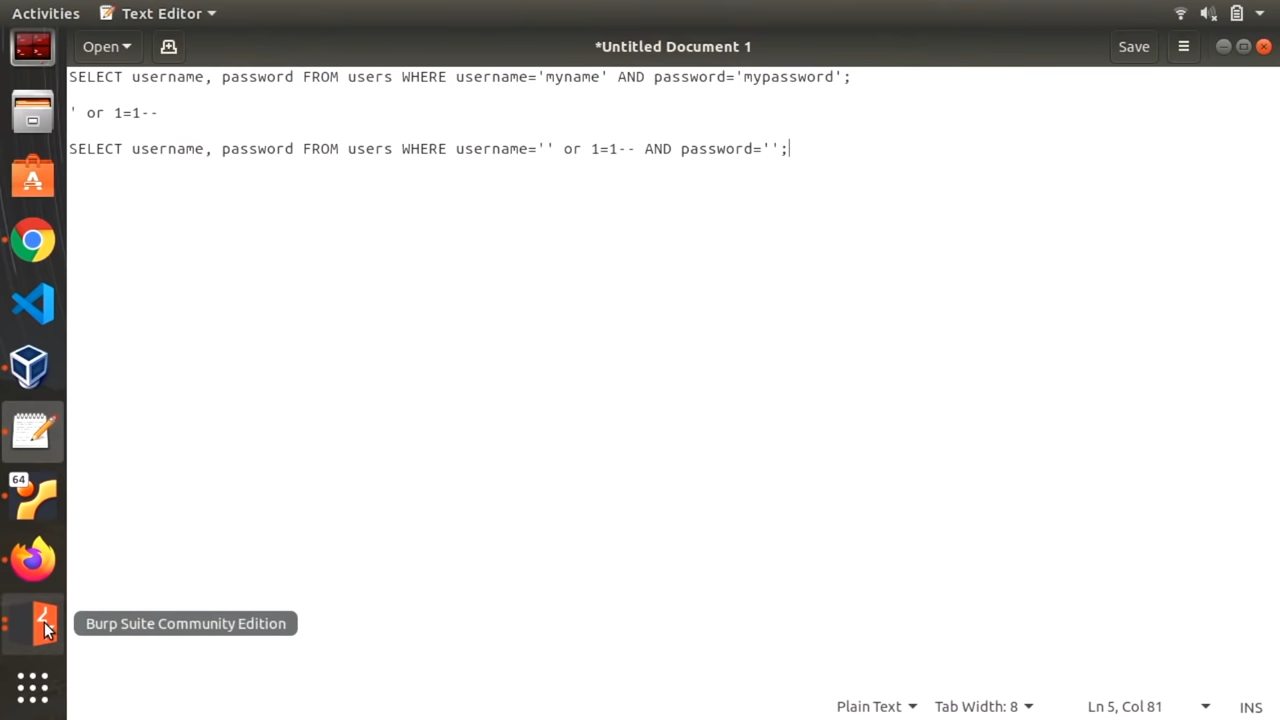 Activities Text Editor
Open *Untitled Document 1 Save
SELECT username, password FROM users WHERE username='myname' AND password='mypassword';
' or 1=1--
SELECT username, password FROM users WHERE username='' or 1=1-- AND password='';
64
Burp Suite Community Edition
Plain Text Tab Width: 8 Ln 5, Col 81 INS